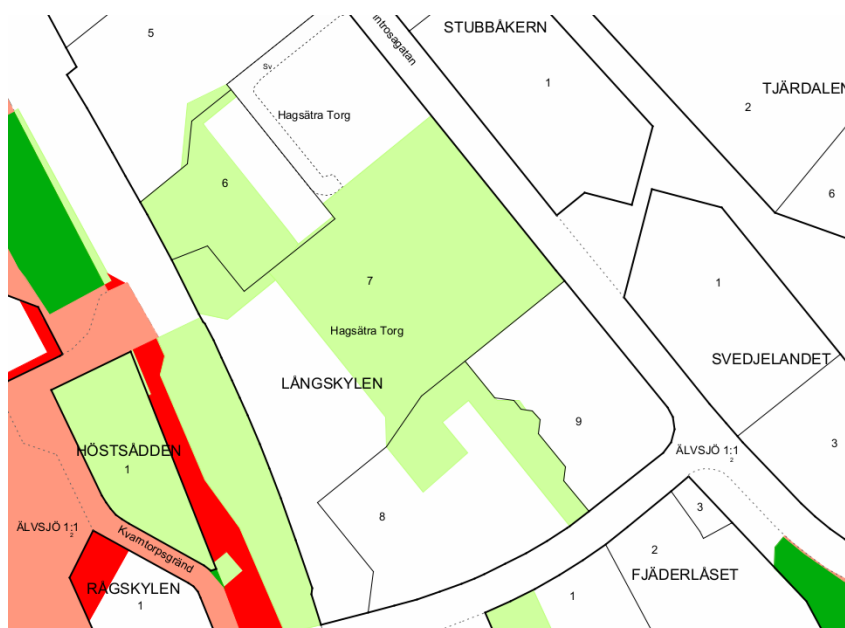 5
introsagatan
STUBBÅKERN
1
TJÄRDALEN
2
Sv
Hagsätra Torg
6
6
7
1
Hagsätra Torg
SVEDJELANDET
LÅNGSKYLEN
9
3
HÖSTSÅDDEN
1
ÄLVSJÖ 1:1
2
8
3
ÄLVSJÖ 1:1
2
Kvarntorpsgränd
2
FJÄDERLÅSET
RÅGSKYLEN
1
1